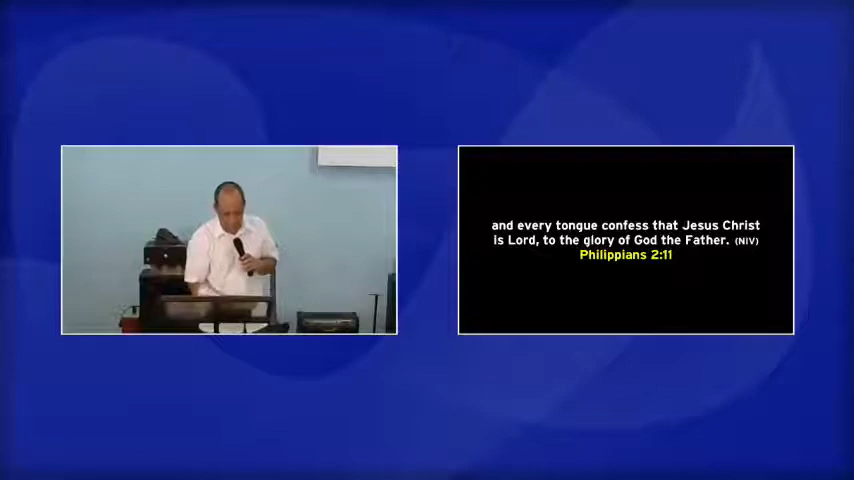 and every tongue confess that Jesus Christ
is Lord, to the glory of God the Father. (NIV)
Philippians 2:11